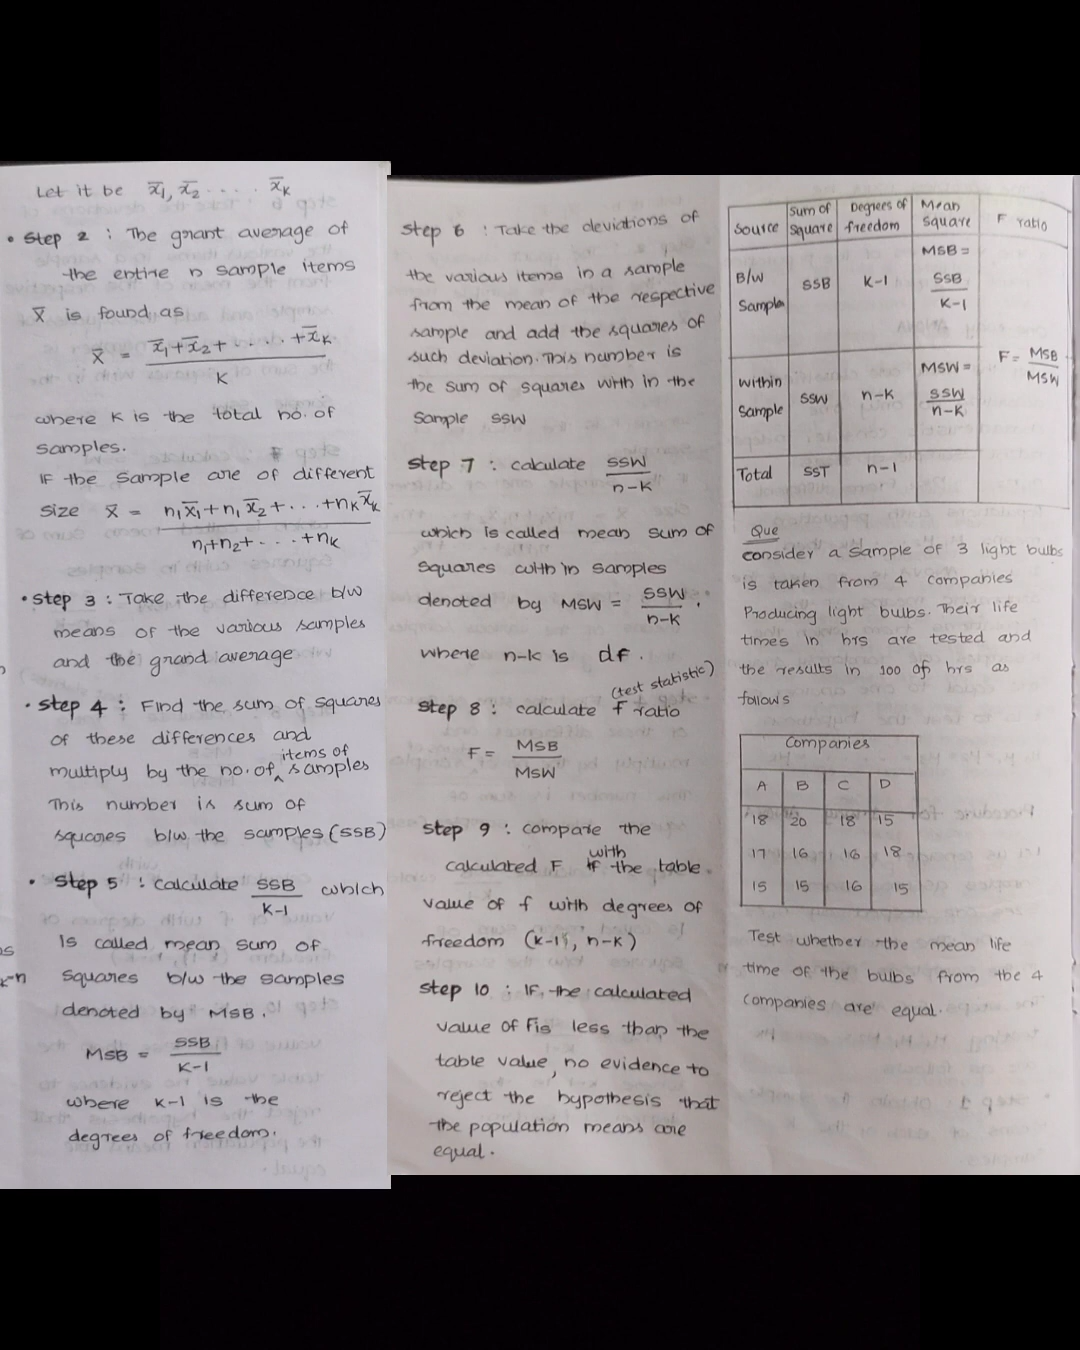 Let it be x̄1, x̄2 .... x̄K
• Step 2 : The grant average of
the entire n sample items
x̄ is found as
x̄ = x̄1+x̄2+ .... +x̄K / K
where K is the total no. of
samples.
IF the sample are of different
size x̄ = n1x̄1+n1x̄2+...+nKx̄K / n1+n2+ - .. +nK
• Step 3 : Take the difference b/w
means of the various samples
and the grand average
• Step 4 : Find the sum of squares
of these differences and
multiply by the no. of items of samples
This number is sum of
squares b/w the samples (SSB)
• Step 5 : calculate SSB / K-1 which
Is called mean sum of
squares b/w the samples
denoted by MSB.
MSB = SSB / K-1
where K-1 is the
degrees of freedom.
Step 6 : Take the deviations of
the various items in a sample
from the mean of the respective
sample and add the squares of
such deviation. This number is
the sum of squares with in the
sample SSW
Step 7 : calculate SSW / n-k
which is called mean sum of
squares with in samples
denoted by MSW = SSW / n-k .
where n-k is df.
(test statistic)
Step 8 : calculate F ratio
F = MSB / MSW
step 9 : compare the
calculated F with the table
value of f with degrees of
freedom (k-1, n-k)
step 10 : IF the calculated
value of F is less than the
table value, no evidence to
reject the hypothesis that
the population means are
equal.
Source | Sum of Square | Degrees of freedom | Mean square | F ratio
B/W Sample | SSB | K-1 | MSB = SSB / K-1
F = MSB / MSW
within sample | SSW | n-k | MSW = SSW / n-k
Total | SST | n-1
Que
consider a sample of 3 light bulbs
is taken from 4 companies
Producing light bulbs. Their life
times in hrs are tested and
the results in 100 of hrs as
follows
Companies
A B C D
18 20 18 15
17 16 16 18
15 15 16 15
Test whether the mean life
time of the bulbs from the 4
companies are equal.